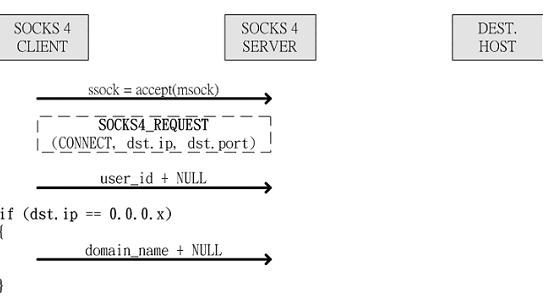 SOCKS 4
CLIENT
SOCKS 4
SERVER
DEST.
HOST
ssock = accept(msock)
SOCKS4_REQUEST
(CONNECT, dst.ip, dst.port)
user_id + NULL
if (dst.ip == 0.0.0.x)
{
domain_name + NULL
}